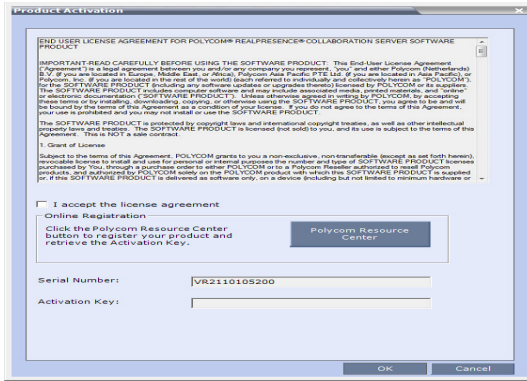 Product Activation
END USER LICENSE AGREEMENT FOR POLYCOM® REALPRESENCE® COLLABORATION SERVER SOFTWARE
PRODUCT
IMPORTANT-READ CAREFULLY BEFORE USING THE SOFTWARE PRODUCT: This End-User License Agreement
("Agreement") is a legal agreement between you and/or any company you represent, "you" and either Polycom (Netherlands)
B.V. (if you are located in Europe, Middle East, or Africa), Polycom Asia Pacific PTE Ltd. (if you are located in Asia Pacific), or
Polycom, Inc. (if you are located in the rest of the world) (each referred to individually and collectively herein as "POLYCOM"),
for the SOFTWARE PRODUCT (including any software updates or upgrades thereto) licensed by POLYCOM or its suppliers.
The SOFTWARE PRODUCT includes computer software and may include associated media, printed materials, and "online"
or electronic documentation ("SOFTWARE PRODUCT"). Unless otherwise agreed in writing by POLYCOM, by accepting
these terms or by installing, downloading, copying, or otherwise using the SOFTWARE PRODUCT, you agree to be and will
be bound by the terms of this Agreement as a condition of your license. If you do not agree to the terms of this Agreement,
your use is prohibited and you may not install or use the SOFTWARE PRODUCT.
The SOFTWARE PRODUCT is protected by copyright laws and international copyright treaties, as well as other intellectual
property laws and treaties. The SOFTWARE PRODUCT is licensed (not sold) to you, and its use is subject to the terms of this
Agreement. This is NOT a sale contract.
1. Grant of License
Subject to the terms of this Agreement, POLYCOM grants to you a non-exclusive, non-transferable (except as set forth herein),
revocable license to install and use for personal or internal purposes the number and type of SOFTWARE PRODUCT licenses
purchased by You, through a purchase order to either POLYCOM or to a Polycom Reseller authorized to resell Polycom
products, and authorized by POLYCOM solely on the POLYCOM product with which this SOFTWARE PRODUCT is supplied
or, if this SOFTWARE PRODUCT is delivered as software only, on a device (including but not limited to minimum hardware or
I accept the license agreement
Online Registration
Click the Polycom Resource Center
button to register your product and
retrieve the Activation Key.
Polycom Resource
Center
Serial Number:
VR2110105200
Activation Key:
OK
Cancel